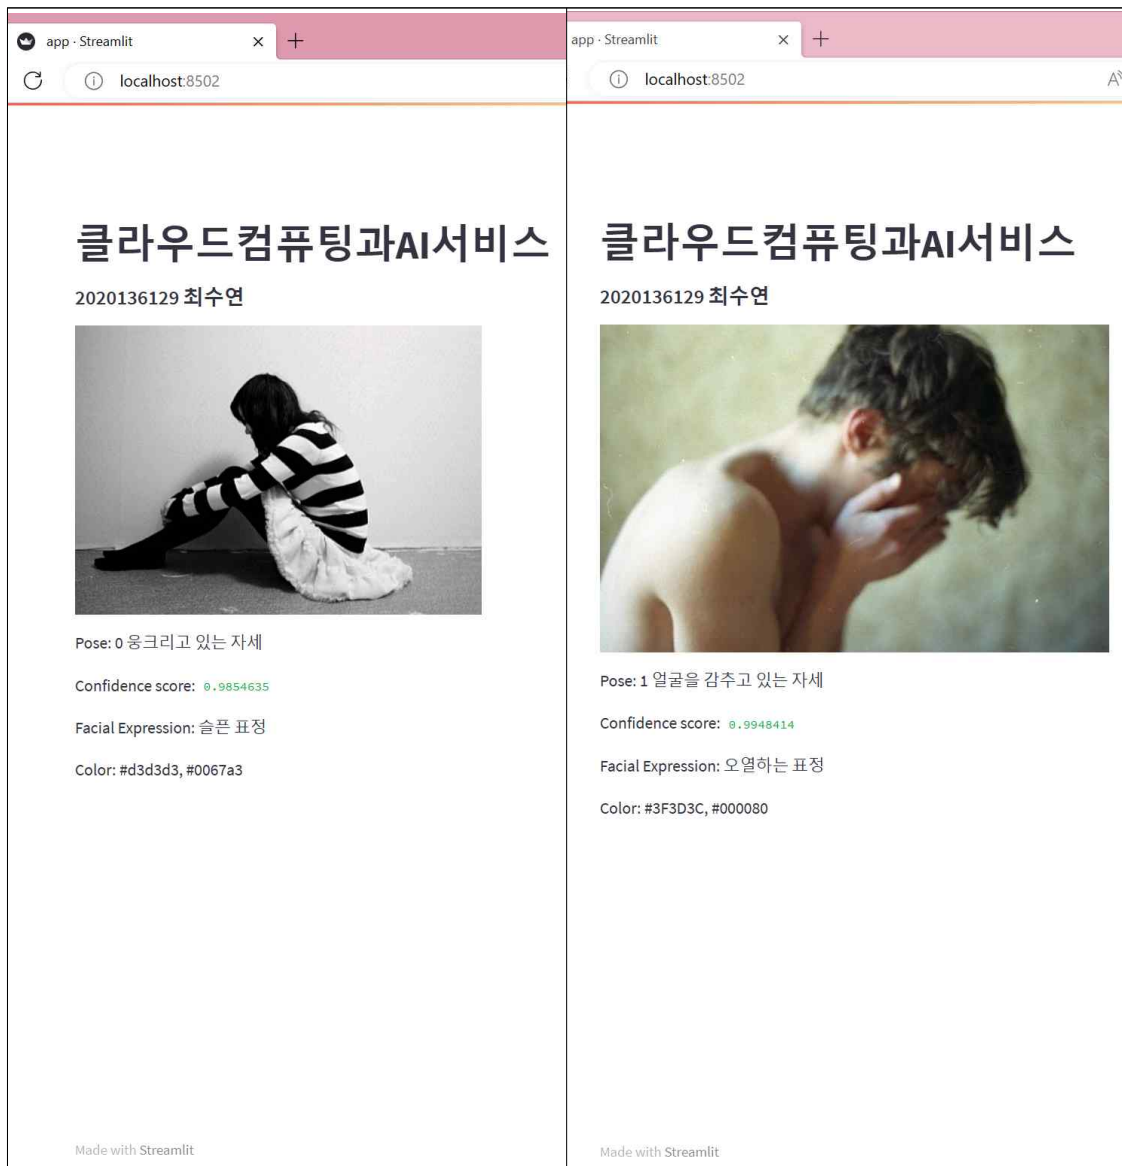 app · Streamlit
localhost:8502
클라우드컴퓨팅과AI서비스
2020136129 최수연
Pose: 0 웅크리고 있는 자세
Confidence score: 0.9854635
Facial Expression: 슬픈 표정
Color: #d3d3d3, #0067a3
Made with Streamlit
app · Streamlit
localhost:8502
A
클라우드컴퓨팅과AI서비스
2020136129 최수연
Pose: 1 얼굴을 감추고 있는 자세
Confidence score: 0.9948414
Facial Expression: 오열하는 표정
Color: #3F3D3C, #000080
Made with Streamlit